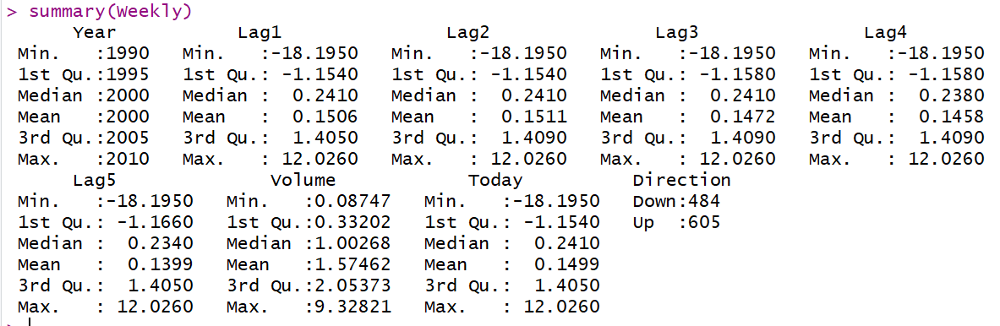 > summary(Weekly)
      Year           Lag1               Lag2               Lag3               Lag4
 Min.   :1990   Min.   :-18.1950   Min.   :-18.1950   Min.   :-18.1950   Min.   :-18.1950
 1st Qu.:1995   1st Qu.: -1.1540   1st Qu.: -1.1540   1st Qu.: -1.1580   1st Qu.: -1.1580
 Median :2000   Median :  0.2410   Median :  0.2410   Median :  0.2410   Median :  0.2380
 Mean   :2000   Mean   :  0.1506   Mean   :  0.1511   Mean   :  0.1472   Mean   :  0.1458
 3rd Qu.:2005   3rd Qu.:  1.4050   3rd Qu.:  1.4090   3rd Qu.:  1.4090   3rd Qu.:  1.4090
 Max.   :2010   Max.   : 12.0260   Max.   : 12.0260   Max.   : 12.0260   Max.   : 12.0260
      Lag5              Volume            Today          Direction
 Min.   :-18.1950   Min.   :0.08747   Min.   :-18.1950   Down:484
 1st Qu.: -1.1660   1st Qu.:0.33202   1st Qu.: -1.1540   Up  :605
 Median :  0.2340   Median :1.00268   Median :  0.2410
 Mean   :  0.1399   Mean   :1.57462   Mean   :  0.1499
 3rd Qu.:  1.4050   3rd Qu.:2.05373   3rd Qu.:  1.4050
 Max.   : 12.0260   Max.   :9.32821   Max.   : 12.0260